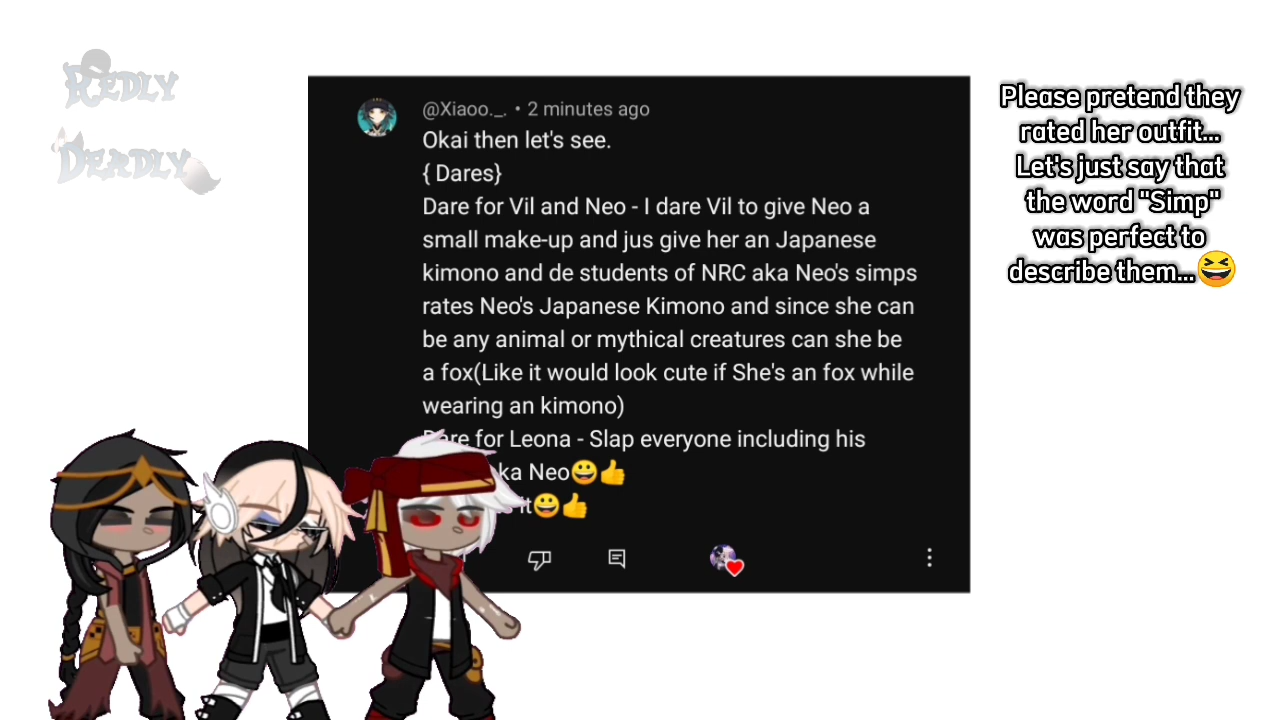 REDLY
DEADLY
@Xiaoo._. • 2 minutes ago
Okai then let's see.
{ Dares}
Dare for Vil and Neo - I dare Vil to give Neo a
small make-up and jus give her an Japanese
kimono and de students of NRC aka Neo's simps
rates Neo's Japanese Kimono and since she can
be any animal or mythical creatures can she be
a fox(Like it would look cute if She's an fox while
wearing an kimono)
Dare for Leona - Slap everyone including his
ka Neo😀👍
it😀👍
Please pretend they
rated her outfit...
Let's just say that
the word "Simp"
was perfect to
describe them...😆